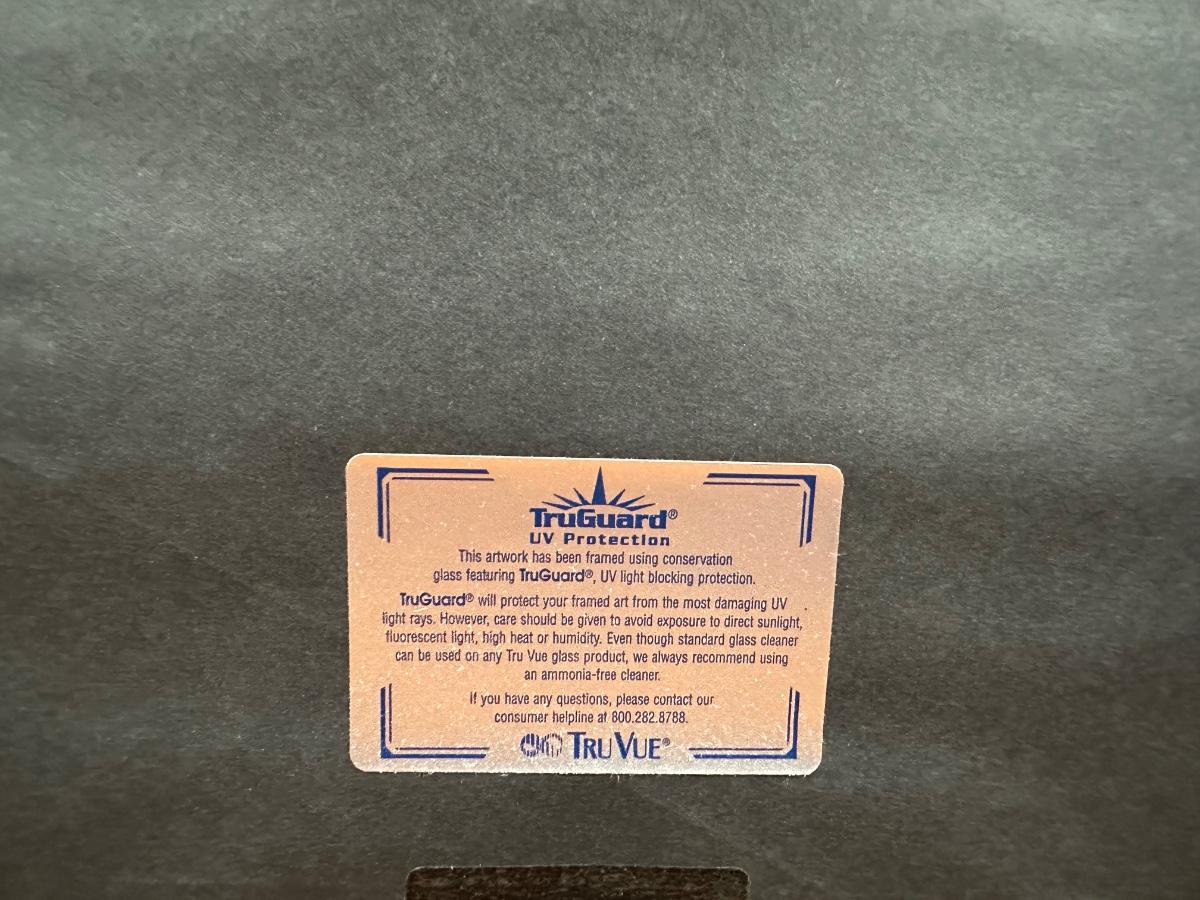 TruGuard®
UV Protection
This artwork has been framed using conservation
glass featuring TruGuard®, UV light blocking protection.
TruGuard® will protect your framed art from the most damaging UV
light rays. However, care should be given to avoid exposure to direct sunlight,
fluorescent light, high heat or humidity. Even though standard glass cleaner
can be used on any Tru Vue glass product, we always recommend using
an ammonia-free cleaner.
If you have any questions, please contact our
consumer helpline at 800.282.8788.
TRU VUE®